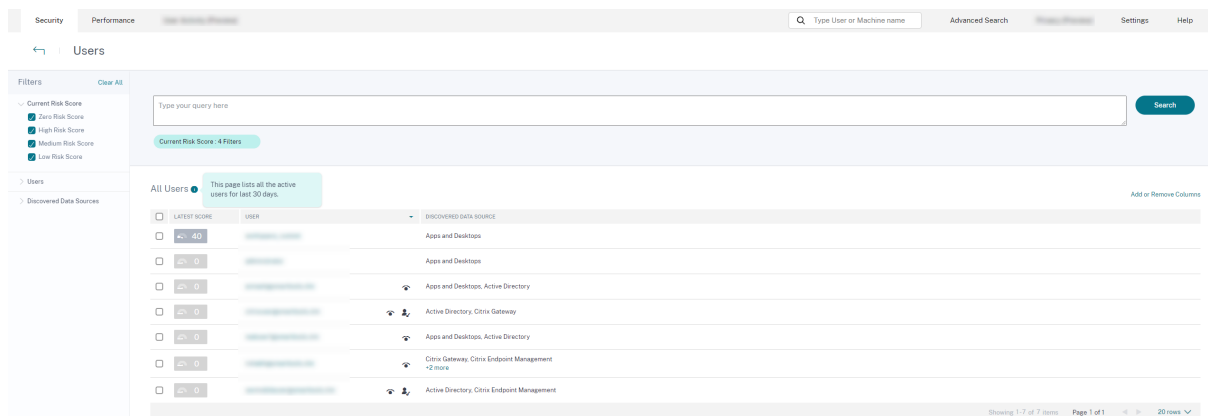 Security
Performance
Type User or Machine name
Advanced Search
Settings
Help
Users
Filters
Clear All
Current Risk Score
Zero Risk Score
High Risk Score
Medium Risk Score
Low Risk Score
Users
Discovered Data Sources
Type your query here
Search
Current Risk Score : 4 Filters
All Users
This page lists all the active
users for last 30 days.
Add or Remove Columns
LATEST SCORE USER DISCOVERED DATA SOURCE
40 Apps and Desktops
0 Apps and Desktops
0 Apps and Desktops, Active Directory
0 Active Directory, Citrix Gateway
0 Apps and Desktops, Active Directory
0 Citrix Gateway, Citrix Endpoint Management
+2 more
0 Active Directory, Citrix Endpoint Management
Showing 1-7 of 7 items Page 1 of 1 20 rows